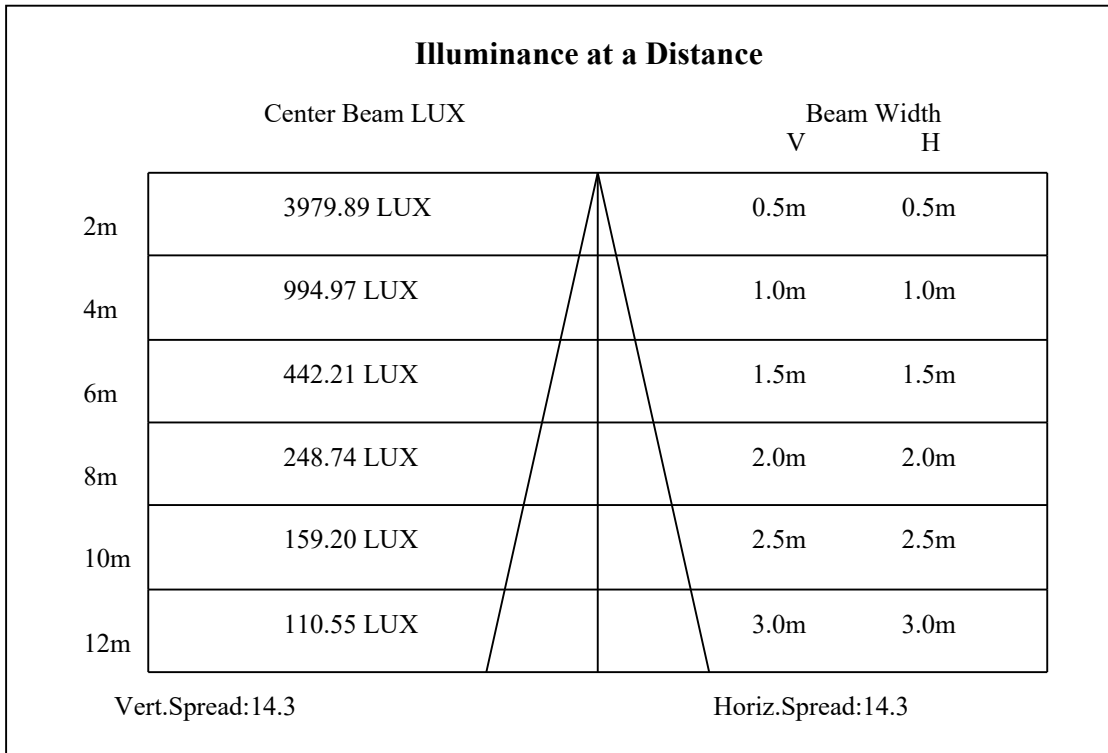 Illuminance at a Distance
Center Beam LUX Beam Width
V H
2m 3979.89 LUX 0.5m 0.5m
4m 994.97 LUX 1.0m 1.0m
6m 442.21 LUX 1.5m 1.5m
8m 248.74 LUX 2.0m 2.0m
10m 159.20 LUX 2.5m 2.5m
12m 110.55 LUX 3.0m 3.0m
Vert.Spread:14.3 Horiz.Spread:14.3